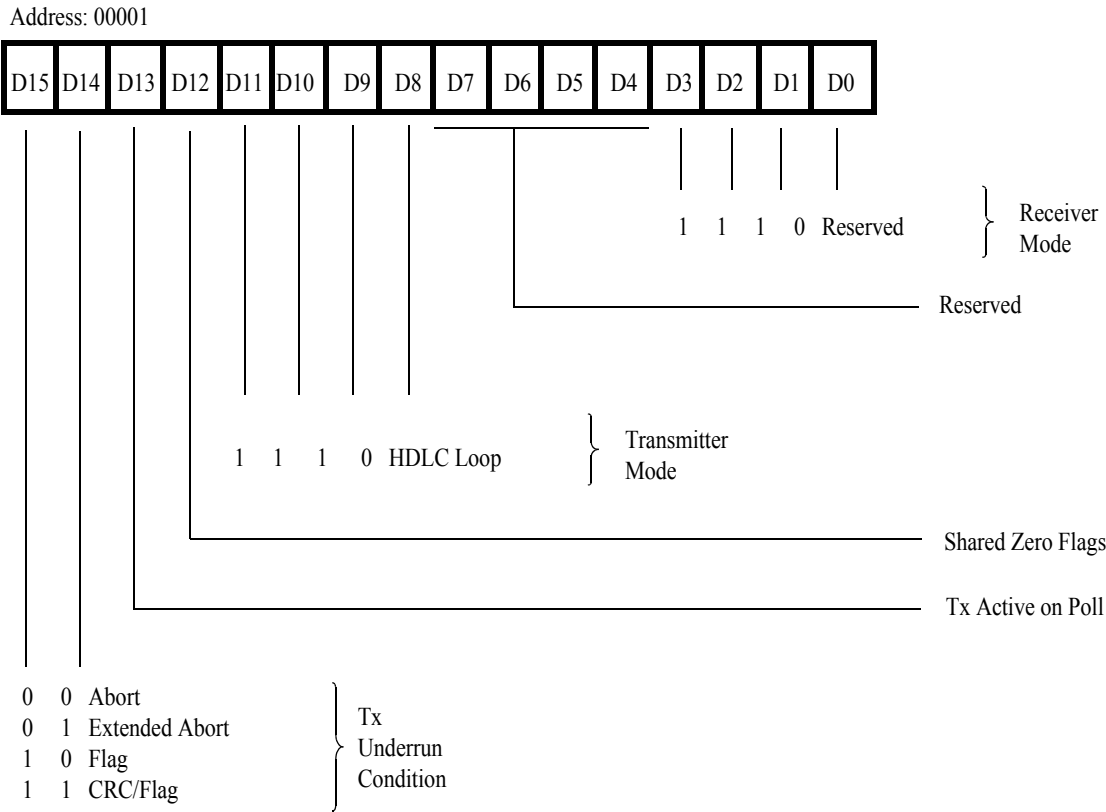 Address: 00001
D15 D14 D13 D12 D11 D10 D9 D8 D7 D6 D5 D4 D3 D2 D1 D0
1 1 1 0 Reserved
Receiver
Mode
Reserved
1 1 1 0 HDLC Loop
Transmitter
Mode
Shared Zero Flags
Tx Active on Poll
0 0 Abort
0 1 Extended Abort
1 0 Flag
1 1 CRC/Flag
Tx
Underrun
Condition